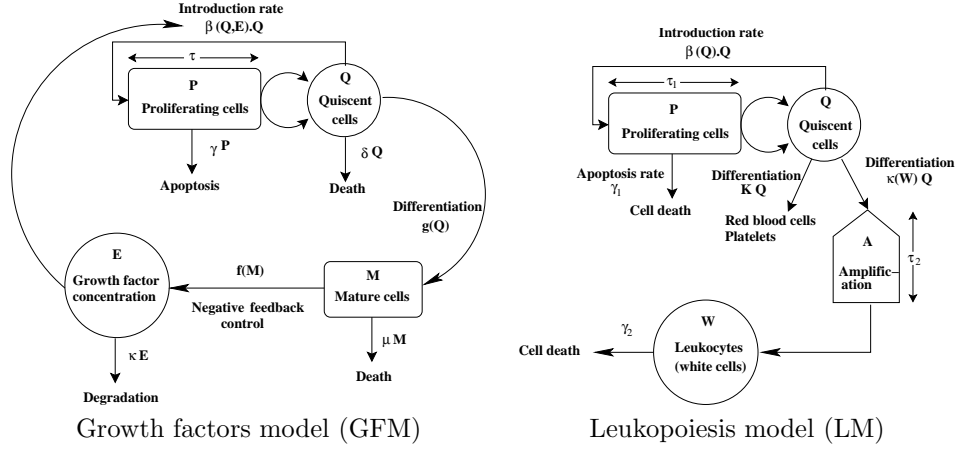 Introduction rate
β (Q,E).Q
τ
P
Proliferating cells
Q
Quiscent
cells
γ P
Apoptosis
δ Q
Death
Differentiation
g(Q)
E
Growth factor
concentration
f(M)
Negative feedback
control
M
Mature cells
κ E
Degradation
μ M
Death
Growth factors model (GFM)
Introduction rate
β(Q).Q
τ1
P
Proliferating cells
Q
Quiscent
cells
Apoptosis rate
γ1
Cell death
Differentiation
K Q
Red blood cells
Platelets
Differentiation
κ(W) Q
A
Amplific-
ation
τ2
W
Leukocytes
(white cells)
γ2
Cell death
Leukopoiesis model (LM)